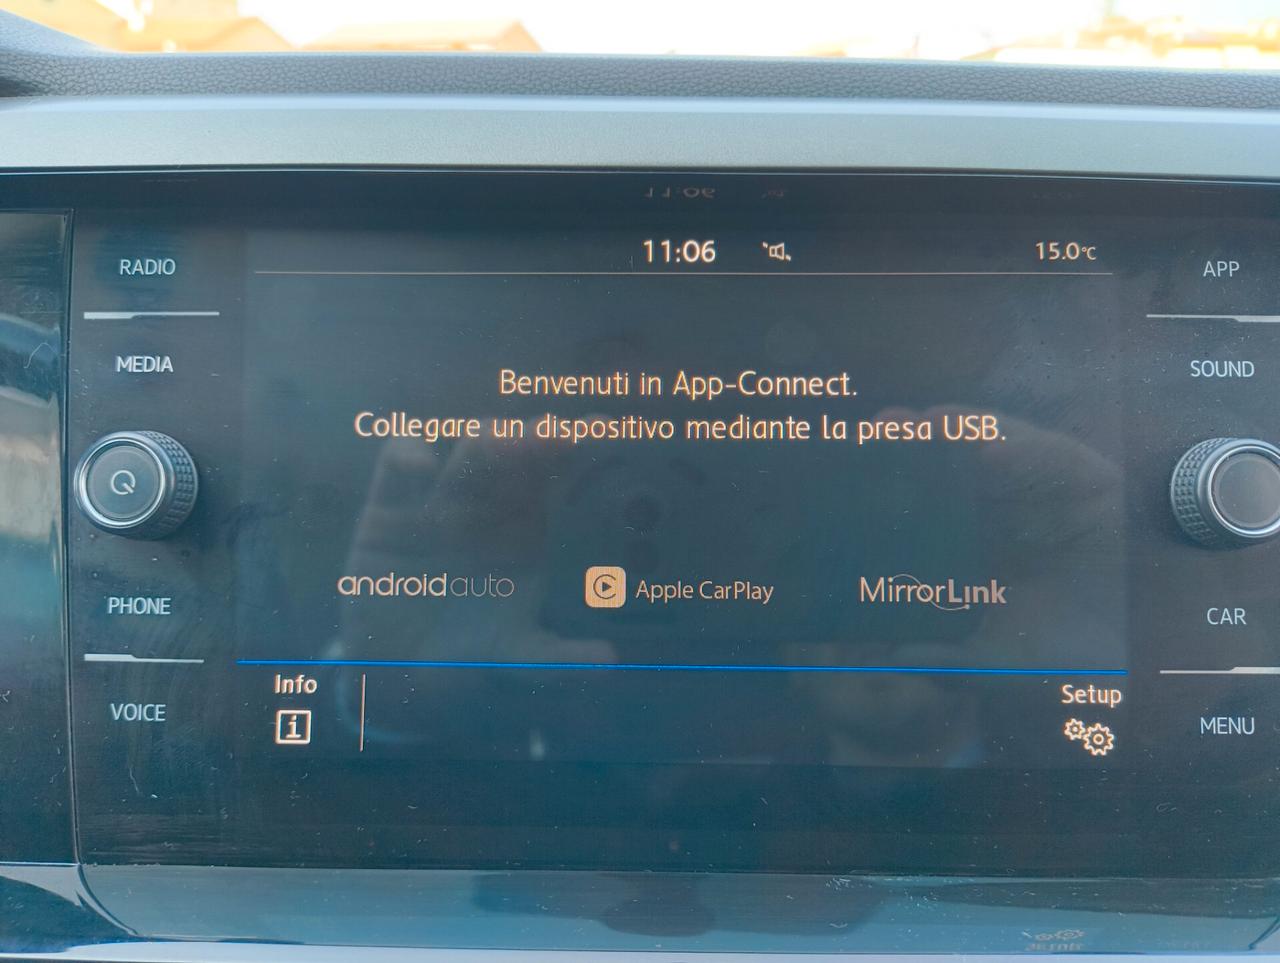 11:06
15.0°C
RADIO
MEDIA
PHONE
VOICE
Benvenuti in App-Connect.
Collegare un dispositivo mediante la presa USB.
androidauto
Apple CarPlay
MirrorLink
Info
i
Setup
APP
SOUND
CAR
MENU